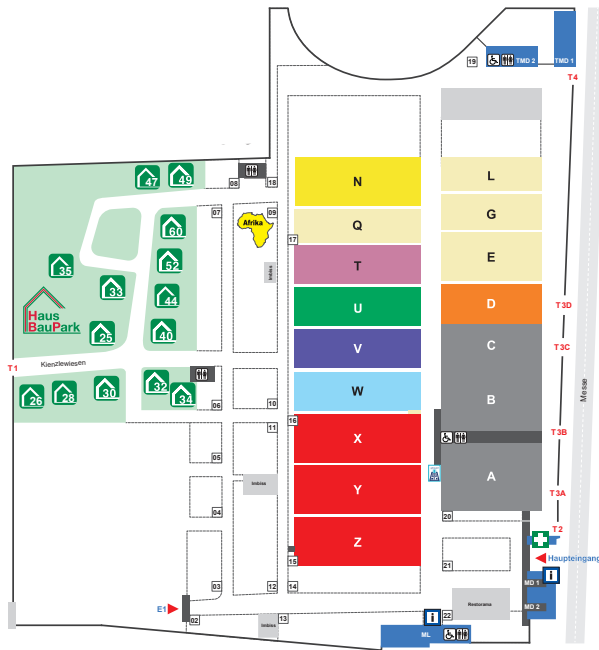 TMD 2
TMD 1
19
T4
47
49
08
18
N
L
07
09
Afrika
60
Q
G
17
35
52
T
E
Imbiss
33
44
U
D
T3D
Haus
BauPark
25
40
V
C
T3C
Kienzlewiesen
T1
Messe
26
28
30
32
34
W
06
10
B
16
11
X
T3B
05
A
Imbiss
Y
T3A
04
20
T2
Z
15
21
Haupteingang
i
03
12
14
MD 1
E1
Restorama
MD 2
02
Imbiss
13
i
22
ML